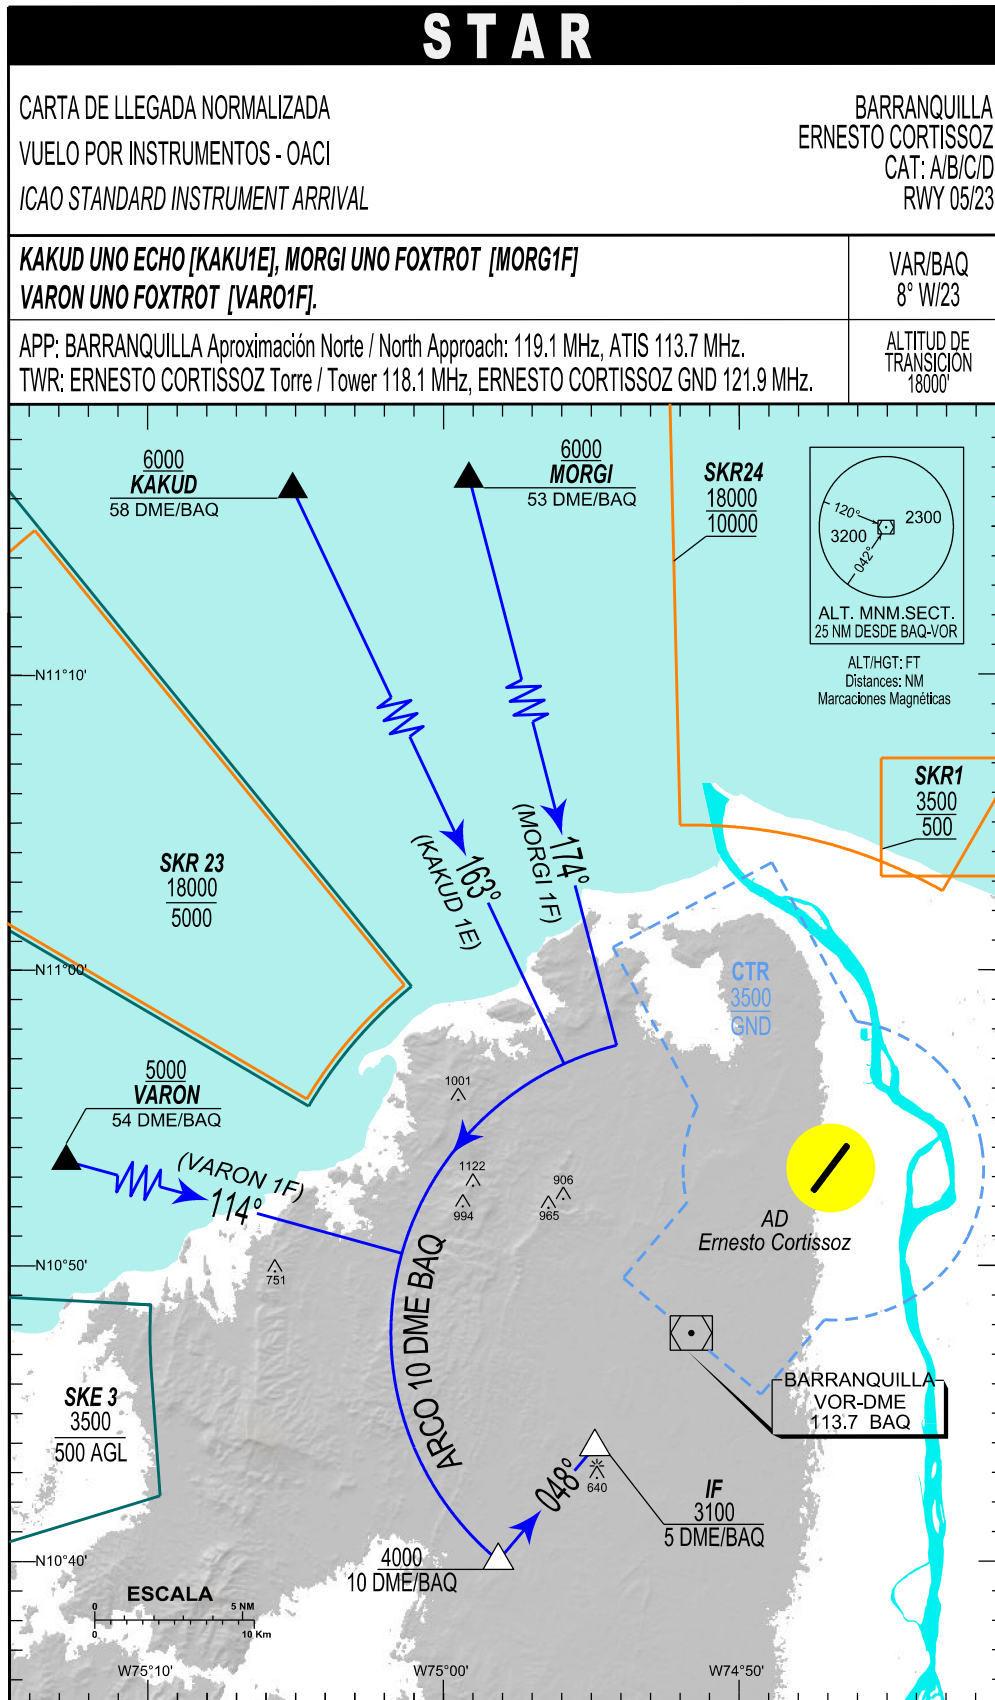 STAR
CARTA DE LLEGADA NORMALIZADA
VUELO POR INSTRUMENTOS - OACI
ICAO STANDARD INSTRUMENT ARRIVAL
BARRANQUILLA
ERNESTO CORTISSOZ
CAT: A/B/C/D
RWY 05/23
KAKUD UNO ECHO [KAKU1E], MORGI UNO FOXTROT [MORG1F]
VARON UNO FOXTROT [VARO1F].
VAR/BAQ
8° W/23
APP: BARRANQUILLA Aproximación Norte / North Approach: 119.1 MHz, ATIS 113.7 MHz.
TWR: ERNESTO CORTISSOZ Torre / Tower 118.1 MHz, ERNESTO CORTISSOZ GND 121.9 MHz.
ALTITUD DE
TRANSICIÓN
18000'
6000
KAKUD
58 DME/BAQ
6000
MORGI
53 DME/BAQ
SKR24
18000
10000
120°
2300
3200
042°
ALT. MNM.SECT.
25 NM DESDE BAQ-VOR
ALT/HGT: FT
Distances: NM
Marcaciones Magnéticas
N11°10'
SKR1
3500
500
163°
(KAKUD 1E)
174°
(MORGI 1F)
SKR 23
18000
5000
N11°00'
CTR
3500
GND
5000
VARON
54 DME/BAQ
(VARON 1F)
114°
1001
1122
994
906
965
751
AD
Ernesto Cortissoz
N10°50'
ARCO 10 DME BAQ
BARRANQUILLA
VOR-DME
113.7 BAQ
SKE 3
3500
500 AGL
048°
640
IF
3100
5 DME/BAQ
N10°40'
4000
10 DME/BAQ
ESCALA
0 5 NM
0 10 Km
W75°10'
W75°00'
W74°50'